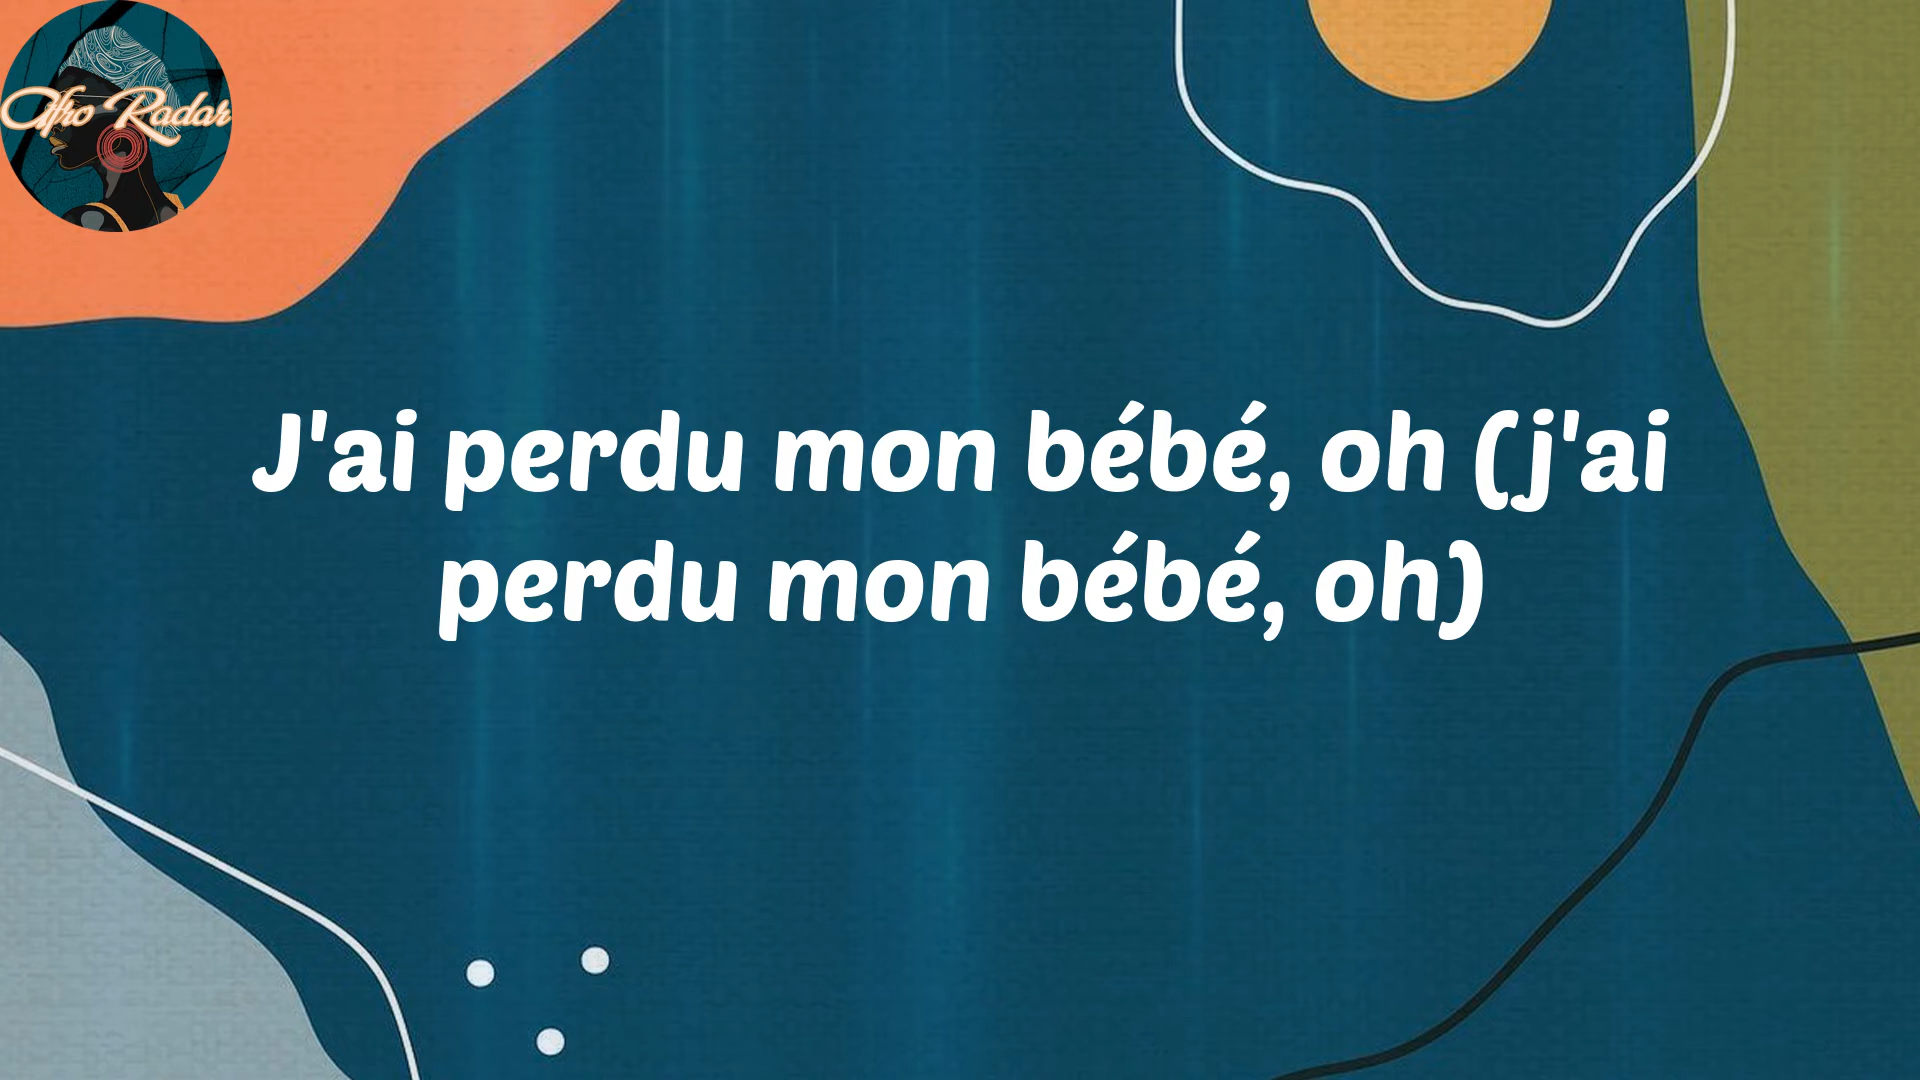 Afro Radar
J'ai perdu mon bébé, oh (j'ai
perdu mon bébé, oh)